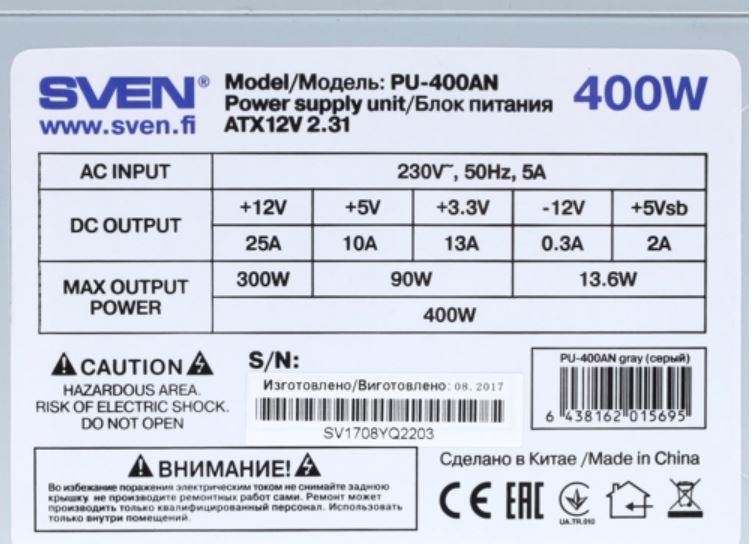 SVEN®
www.sven.fi
Model/Модель: PU-400AN
Power supply unit/Блок питания
ATX12V 2.31
400W
AC INPUT 230V~, 50Hz, 5A
DC OUTPUT +12V +5V +3.3V -12V +5Vsb
25A 10A 13A 0.3A 2A
MAX OUTPUT POWER 300W 90W 13.6W
400W
CAUTION
HAZARDOUS AREA.
RISK OF ELECTRIC SHOCK.
DO NOT OPEN
S/N:
Изготовлено/Виготовлено: 08.2017
SV1708YQ2203
PU-400AN gray (серый)
6 438162 015695
ВНИМАНИЕ!
Во избежание поражения электрическим током не снимайте заднюю
крышку, не производите ремонтных работ сами. Ремонт может
производить только квалифицированный персонал. Использовать
только внутри помещений.
Сделано в Китае /Made in China
CE EAC
UA.TR.010